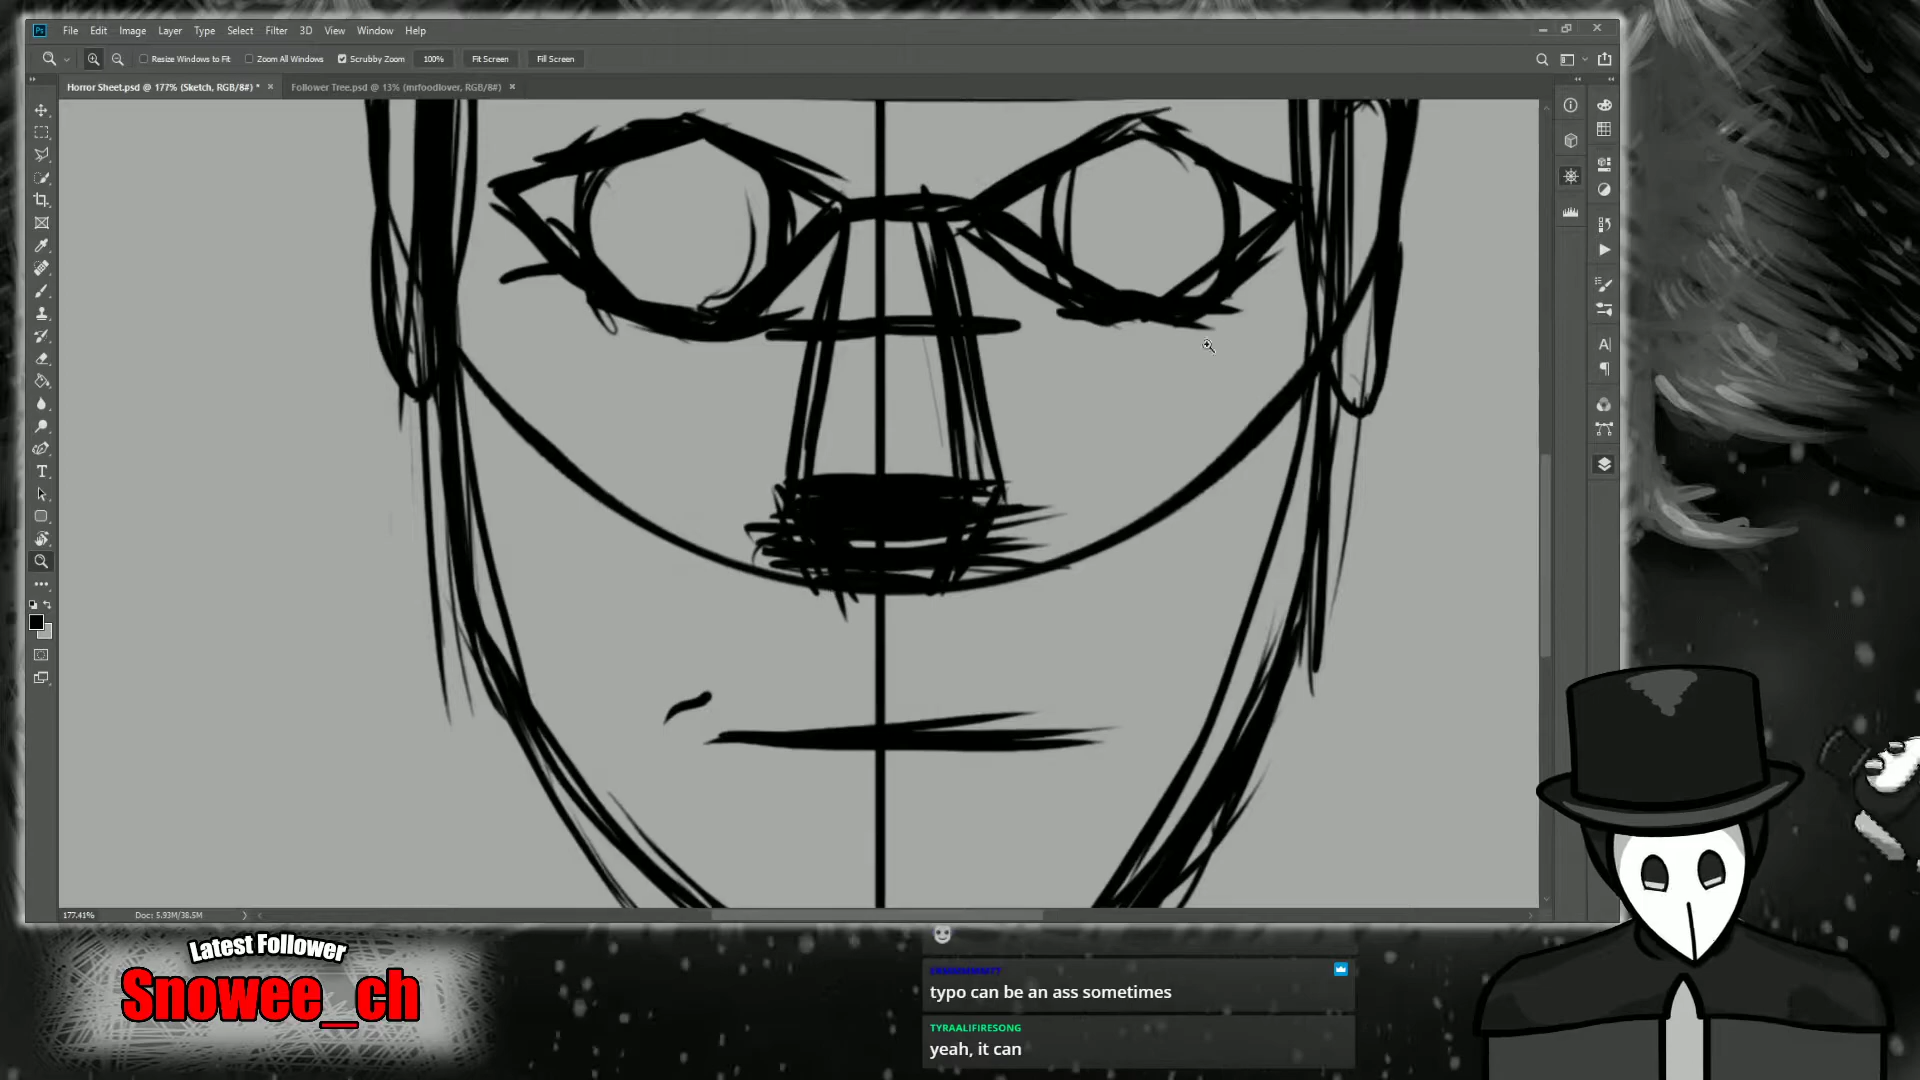 Ps File Edit Image Layer Type Select Filter 3D View Window Help
Resize Windows to Fit Zoom All Windows Scrubby Zoom 100% Fit Screen Fill Screen
Horror Sheet.psd @ 177% (Sketch, RGB/8#) * Follower Tree.psd @ 13% (mrfoodlover, RGB/8#)
177.41% Doc: 5.93M/38.5M
Latest Follower
Snowee_ch
typo can be an ass sometimes
TYRAALIFIRESONG
yeah, it can